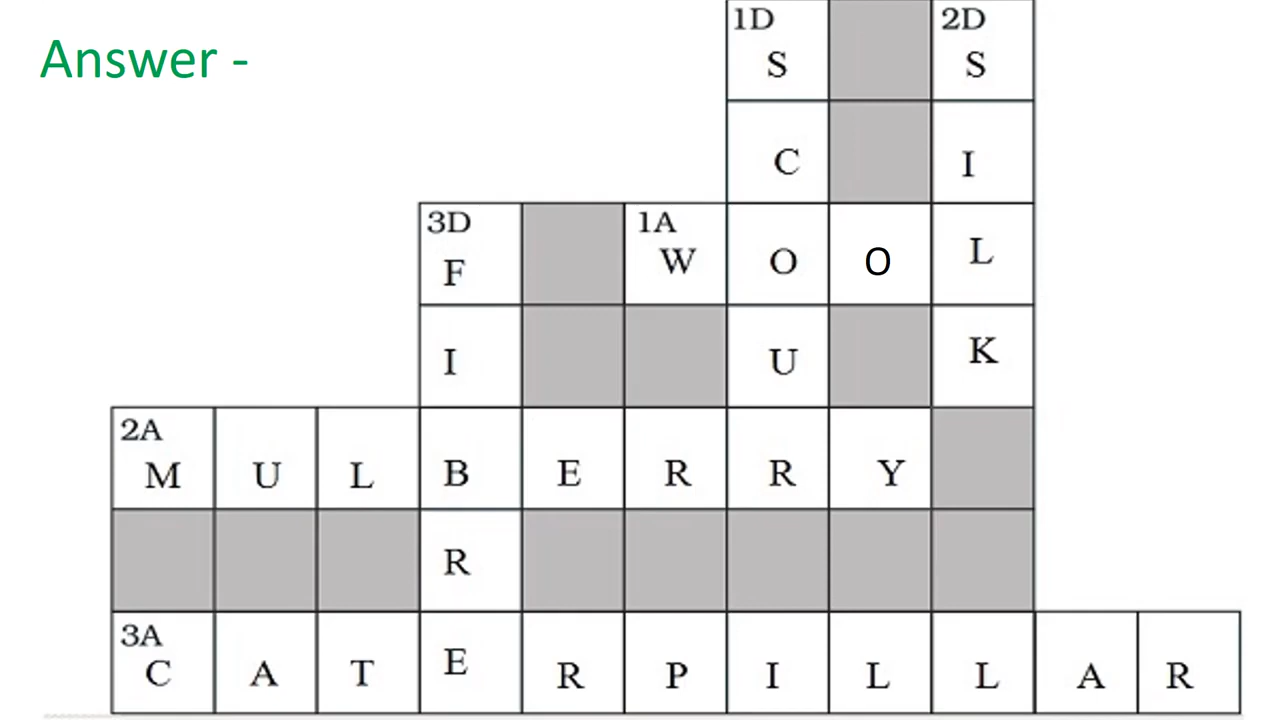 Answer -
1D 2D
S S
C I
3D 1A
F W O O L
I U K
2A
M U L B E R R Y
R
3A
C A T E R P I L L A R